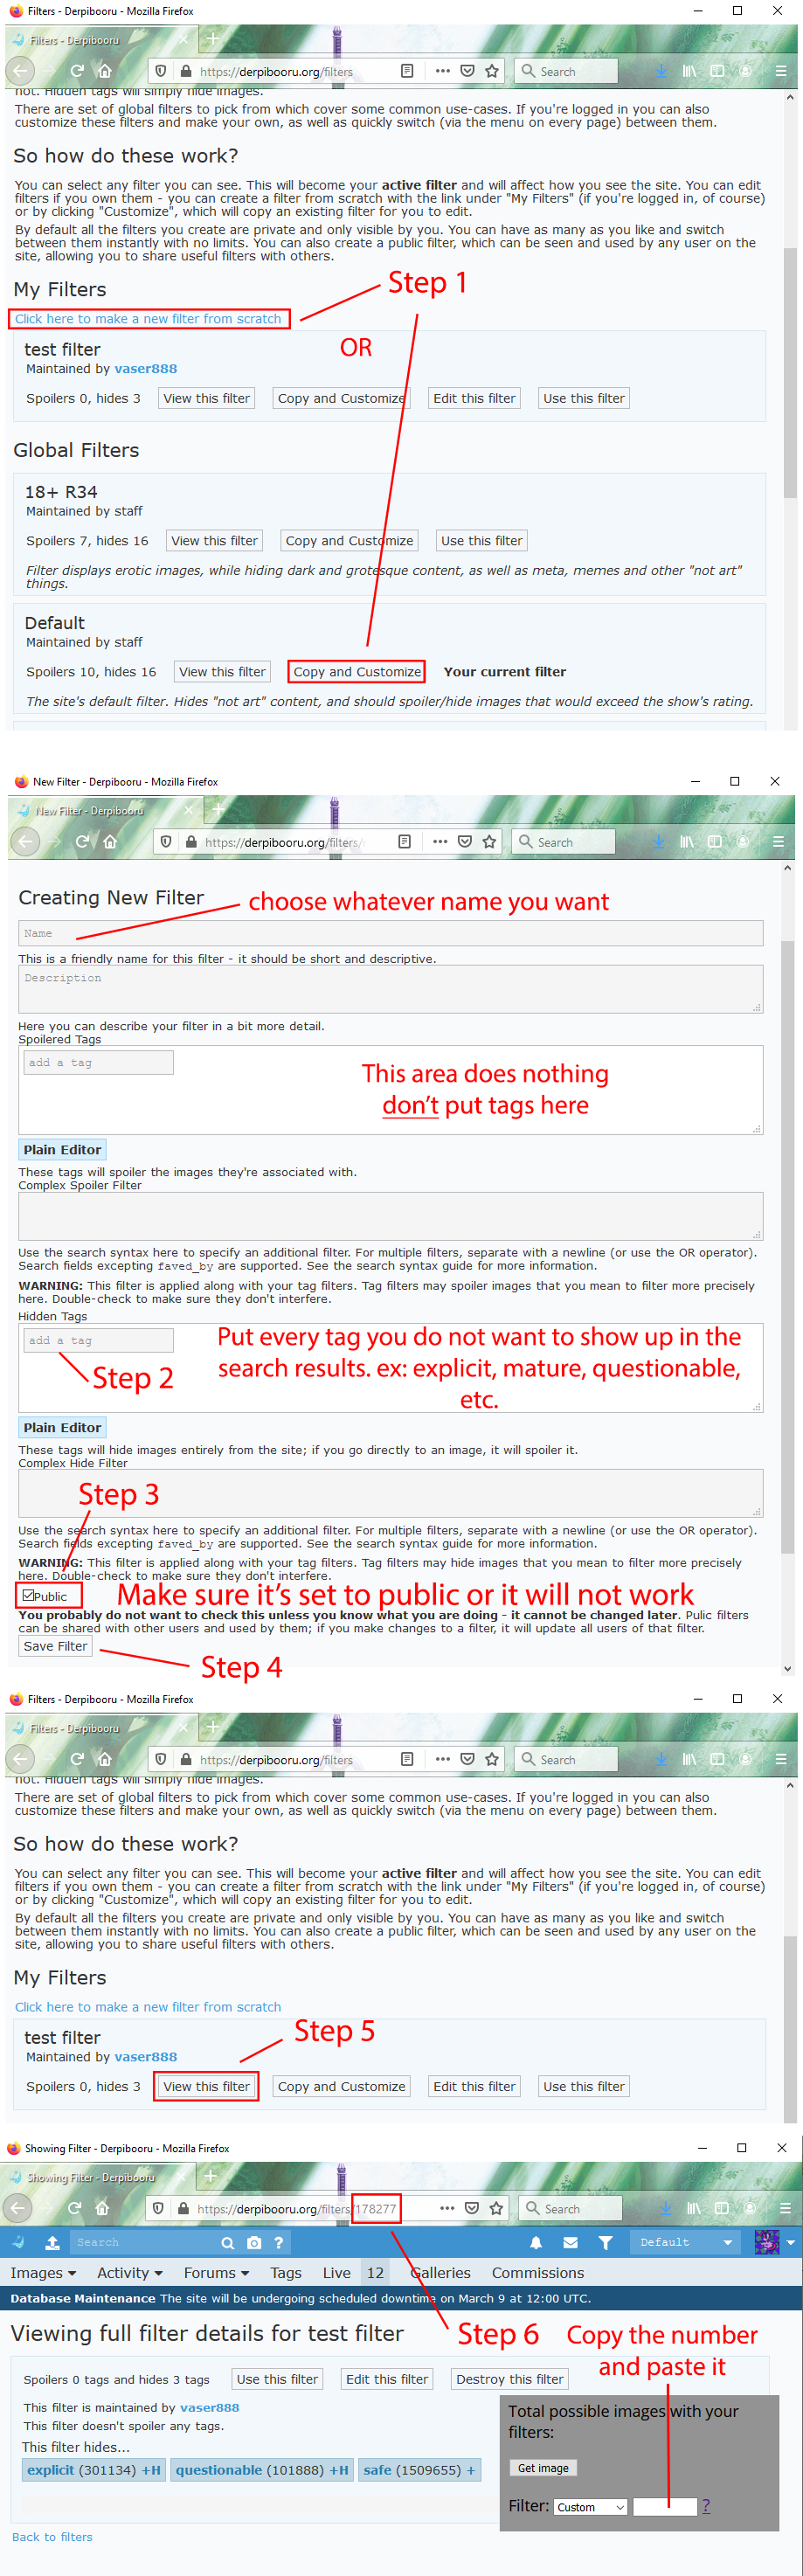 Filters - Derpibooru - Mozilla Firefox
Filters - Derpibooru
https://derpibooru.org/filters
Search
not. Hidden tags will simply hide images.
There are set of global filters to pick from which cover some common use-cases. If you're logged in you can also
customize these filters and make your own, as well as quickly switch (via the menu on every page) between them.
So how do these work?
You can select any filter you can see. This will become your active filter and will affect how you see the site. You can edit
filters if you own them - you can create a filter from scratch with the link under "My Filters" (if you're logged in, of course)
or by clicking "Customize", which will copy an existing filter for you to edit.
By default all the filters you create are private and only visible by you. You can have as many as you like and switch
between them instantly with no limits. You can also create a public filter, which can be seen and used by any user on the
site, allowing you to share useful filters with others.
My Filters
Step 1
Click here to make a new filter from scratch
OR
test filter
Maintained by vaser888
Spoilers 0, hides 3 View this filter Copy and Customize Edit this filter Use this filter
Global Filters
18+ R34
Maintained by staff
Spoilers 7, hides 16 View this filter Copy and Customize Use this filter
Filter displays erotic images, while hiding dark and grotesque content, as well as meta, memes and other "not art"
things.
Default
Maintained by staff
Spoilers 10, hides 16 View this filter Copy and Customize Your current filter
The site's default filter. Hides "not art" content, and should spoiler/hide images that would exceed the show's rating.
New Filter - Derpibooru - Mozilla Firefox
New Filter - Derpibooru
https://derpibooru.org/filters/
Search
Creating New Filter
choose whatever name you want
Name
This is a friendly name for this filter - it should be short and descriptive.
Description
Here you can describe your filter in a bit more detail.
Spoilered Tags
add a tag
This area does nothing
don't put tags here
Plain Editor
These tags will spoiler the images they're associated with.
Complex Spoiler Filter
Use the search syntax here to specify an additional filter. For multiple filters, separate with a newline (or use the OR operator).
Search fields excepting faved_by are supported. See the search syntax guide for more information.
WARNING: This filter is applied along with your tag filters. Tag filters may spoiler images that you mean to filter more precisely
here. Double-check to make sure they don't interfere.
Hidden Tags
add a tag
Step 2
Put every tag you do not want to show up in the
search results. ex: explicit, mature, questionable,
etc.
Plain Editor
These tags will hide images entirely from the site; if you go directly to an image, it will spoiler it.
Complex Hide Filter
Step 3
Use the search syntax here to specify an additional filter. For multiple filters, separate with a newline (or use the OR operator).
Search fields excepting faved_by are supported. See the search syntax guide for more information.
WARNING: This filter is applied along with your tag filters. Tag filters may hide images that you mean to filter more precisely
here. Double-check to make sure they don't interfere.
Public
Make sure it's set to public or it will not work
You probably do not want to check this unless you know what you are doing - it cannot be changed later. Pulic filters
can be shared with other users and used by them; if you make changes to a filter, it will update all users of that filter.
Save Filter
Step 4
Filters - Derpibooru - Mozilla Firefox
Filters - Derpibooru
https://derpibooru.org/filters
Search
not. Hidden tags will simply hide images.
There are set of global filters to pick from which cover some common use-cases. If you're logged in you can also
customize these filters and make your own, as well as quickly switch (via the menu on every page) between them.
So how do these work?
You can select any filter you can see. This will become your active filter and will affect how you see the site. You can edit
filters if you own them - you can create a filter from scratch with the link under "My Filters" (if you're logged in, of course)
or by clicking "Customize", which will copy an existing filter for you to edit.
By default all the filters you create are private and only visible by you. You can have as many as you like and switch
between them instantly with no limits. You can also create a public filter, which can be seen and used by any user on the
site, allowing you to share useful filters with others.
My Filters
Click here to make a new filter from scratch
test filter
Step 5
Maintained by vaser888
Spoilers 0, hides 3 View this filter Copy and Customize Edit this filter Use this filter
Showing Filter - Derpibooru - Mozilla Firefox
Showing Filter - Derpibooru
https://derpibooru.org/filters/178277
Search
Search ? Default
Images Activity Forums Tags Live 12 Galleries Commissions
Database Maintenance The site will be undergoing scheduled downtime on March 9 at 12:00 UTC.
Viewing full filter details for test filter
Step 6
Copy the number
and paste it
Spoilers 0 tags and hides 3 tags Use this filter Edit this filter Destroy this filter
This filter is maintained by vaser888
This filter doesn't spoiler any tags.
This filter hides...
explicit (301134) +H questionable (101888) +H safe (1509655) +
Total possible images with your
filters:
Get image
Filter: Custom ?
Back to filters